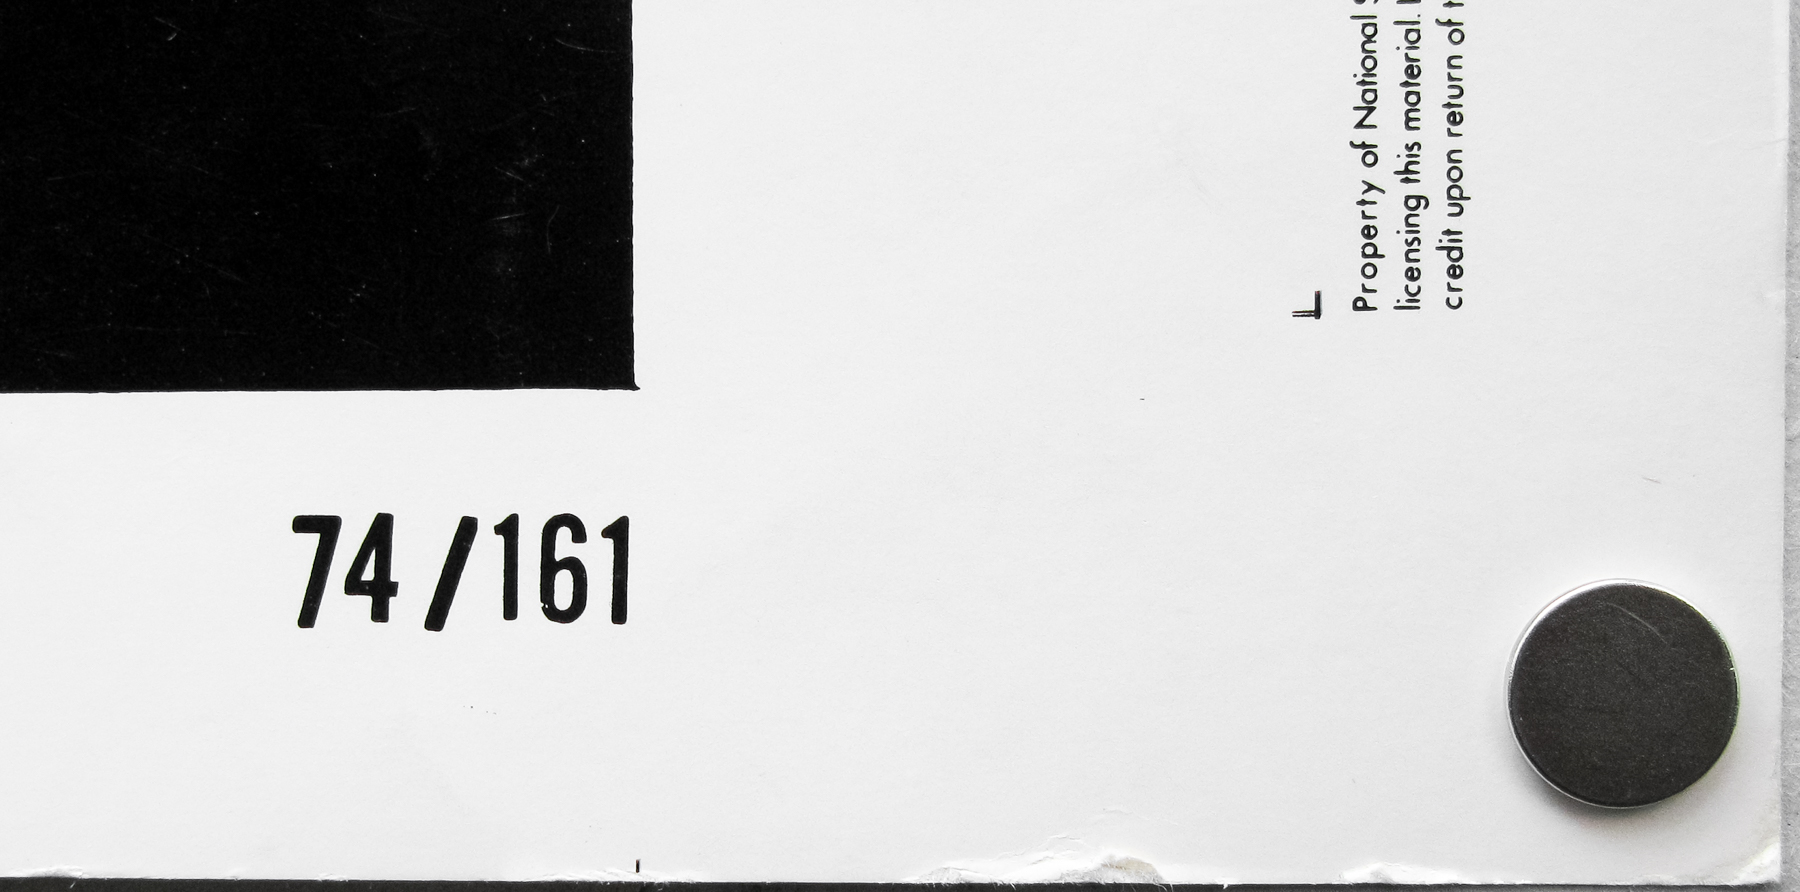 74/161
Property of National
licensing this material.
credit upon return of